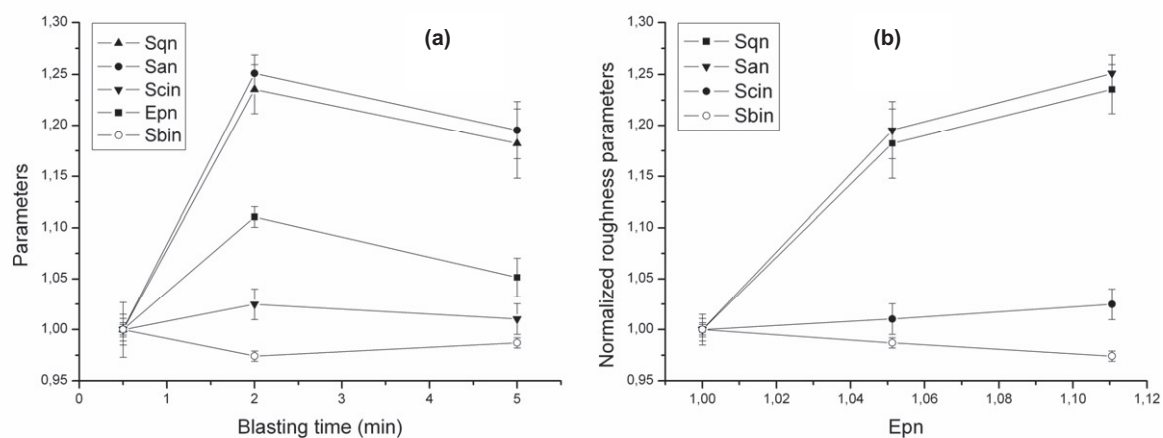 (a)
Sqn
San
Scin
Epn
Sbin
Parameters
1,30
1,25
1,20
1,15
1,10
1,05
1,00
0,95
0 1 2 3 4 5
Blasting time (min)
(b)
Sqn
San
Scin
Sbin
Normalized roughness parameters
1,30
1,25
1,20
1,15
1,10
1,05
1,00
0,95
1,00 1,02 1,04 1,06 1,08 1,10 1,12
Epn